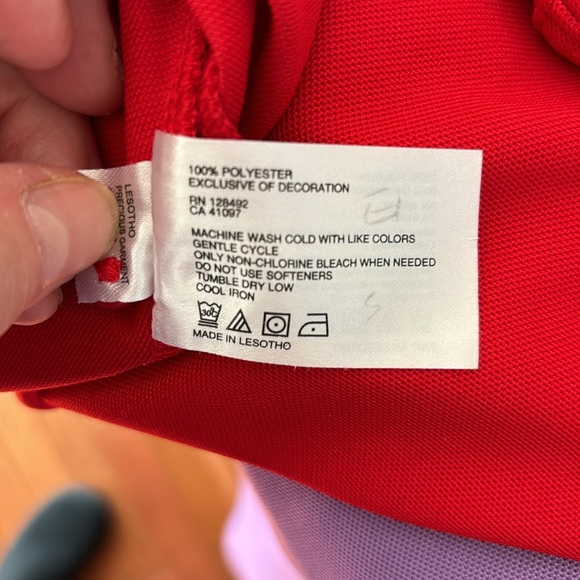 100% POLYESTER
EXCLUSIVE OF DECORATION
RN 128492
CA 41097
MACHINE WASH COLD WITH LIKE COLORS
GENTLE CYCLE
ONLY NON-CHLORINE BLEACH WHEN NEEDED
DO NOT USE SOFTENERS
TUMBLE DRY LOW
COOL IRON
30°C
MADE IN LESOTHO
LESOTHO
PRECIOUS GARMENT